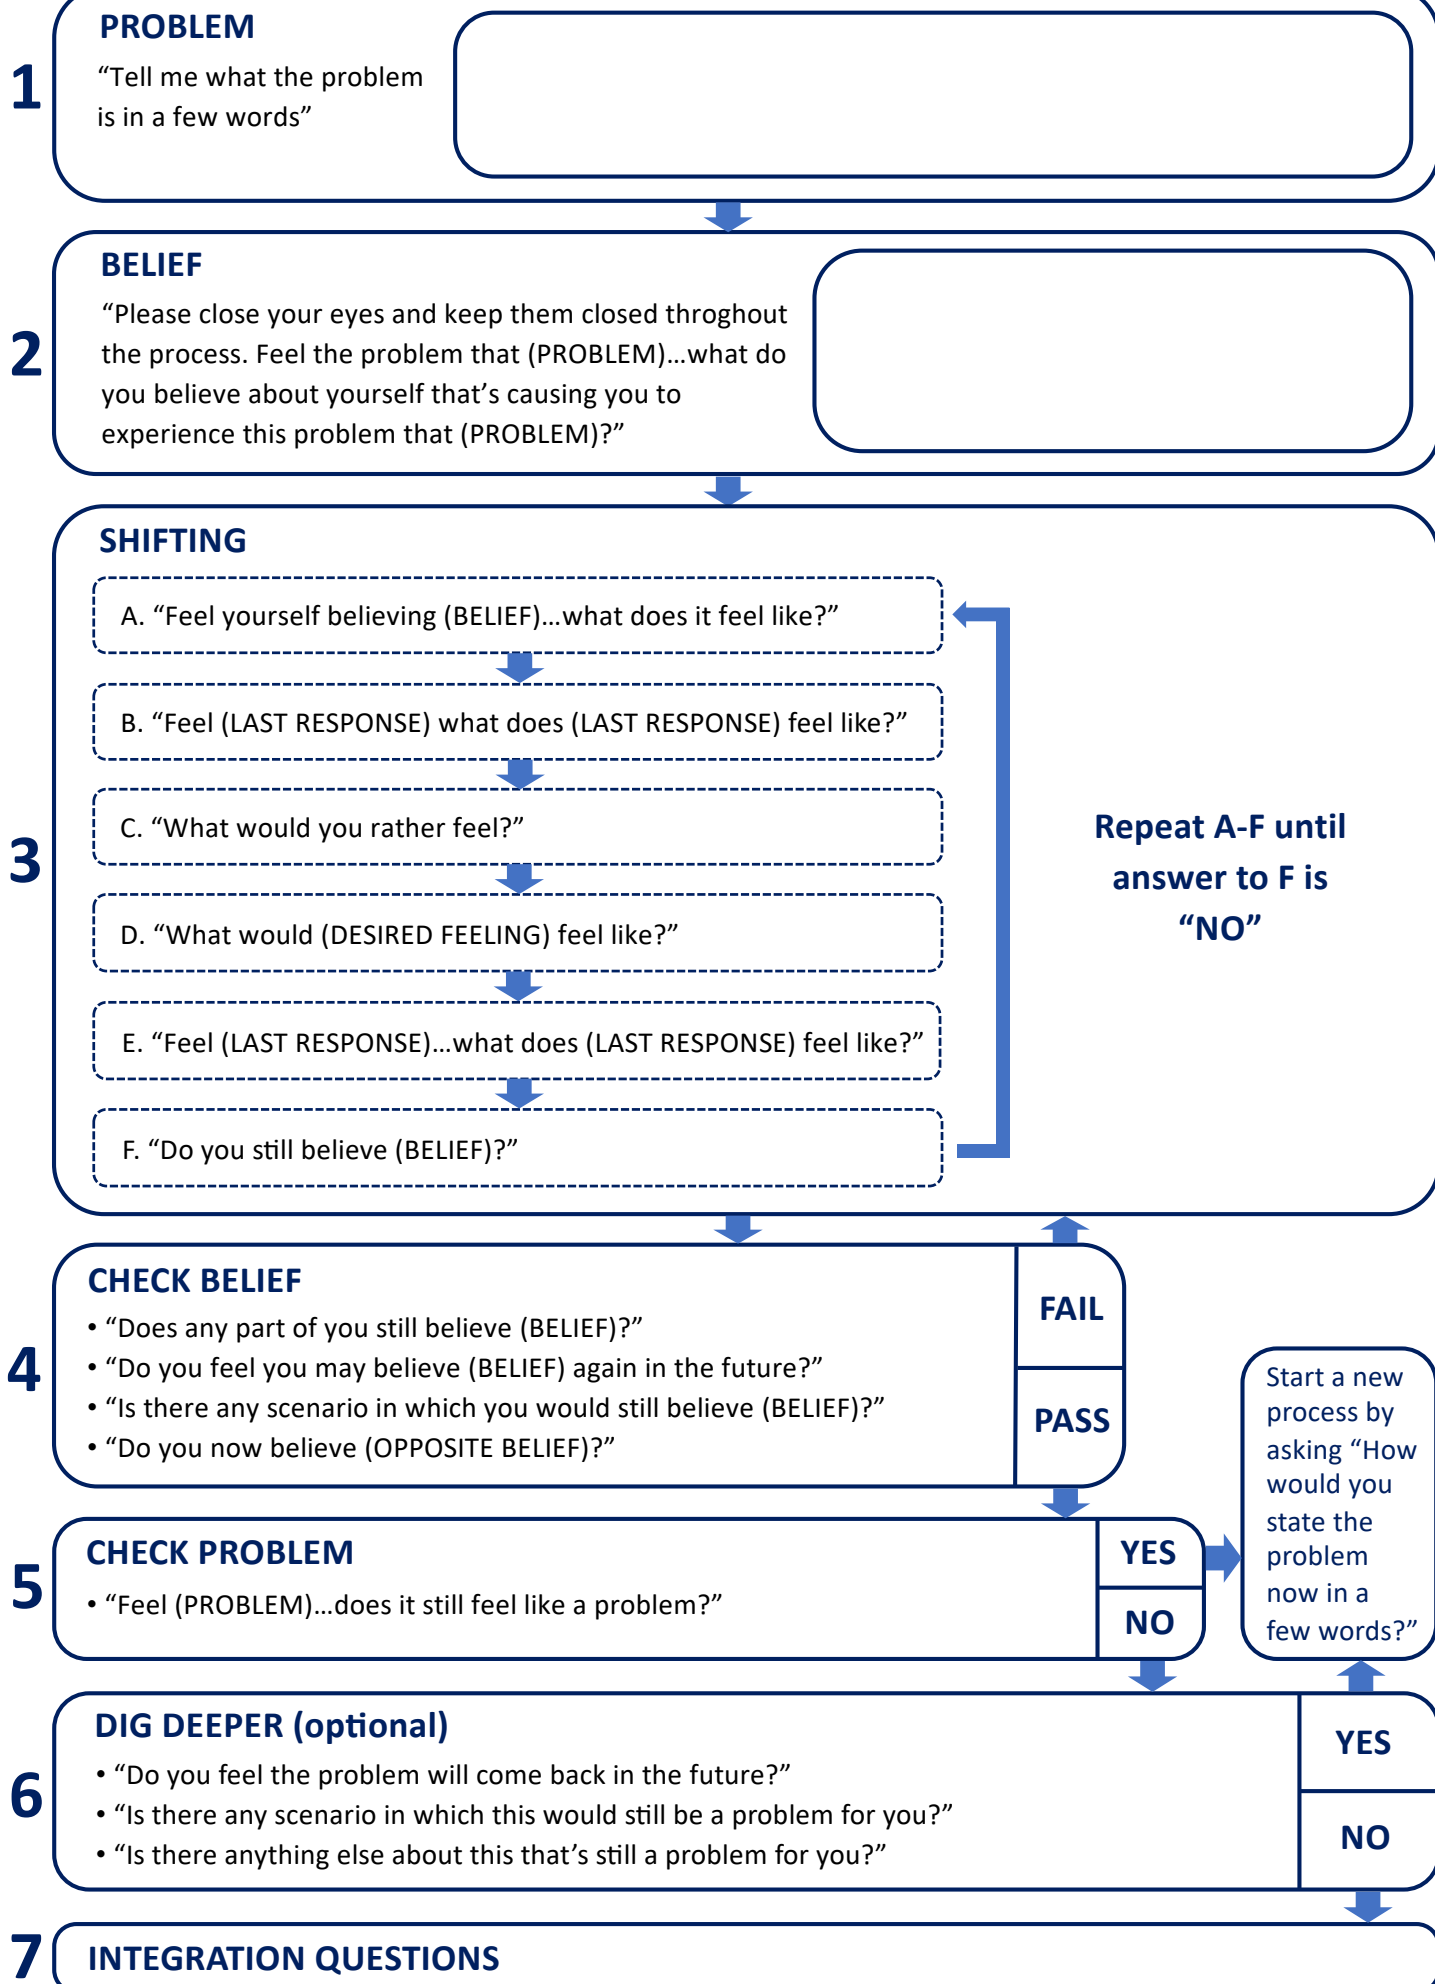 1
PROBLEM
“Tell me what the problem
is in a few words”
2
BELIEF
“Please close your eyes and keep them closed throghout
the process. Feel the problem that (PROBLEM)…what do
you believe about yourself that’s causing you to
experience this problem that (PROBLEM)?”
3
SHIFTING
A. “Feel yourself believing (BELIEF)…what does it feel like?”
B. “Feel (LAST RESPONSE) what does (LAST RESPONSE) feel like?”
C. “What would you rather feel?”
D. “What would (DESIRED FEELING) feel like?”
E. “Feel (LAST RESPONSE)…what does (LAST RESPONSE) feel like?”
F. “Do you still believe (BELIEF)?”
Repeat A-F until
answer to F is
“NO”
4
CHECK BELIEF
• “Does any part of you still believe (BELIEF)?”
• “Do you feel you may believe (BELIEF) again in the future?”
• “Is there any scenario in which you would still believe (BELIEF)?”
• “Do you now believe (OPPOSITE BELIEF)?”
FAIL
PASS
5
CHECK PROBLEM
• “Feel (PROBLEM)…does it still feel like a problem?”
YES
NO
Start a new
process by
asking “How
would you
state the
problem
now in a
few words?”
6
DIG DEEPER (optional)
• “Do you feel the problem will come back in the future?”
• “Is there any scenario in which this would still be a problem for you?”
• “Is there anything else about this that’s still a problem for you?”
YES
NO
7
INTEGRATION QUESTIONS